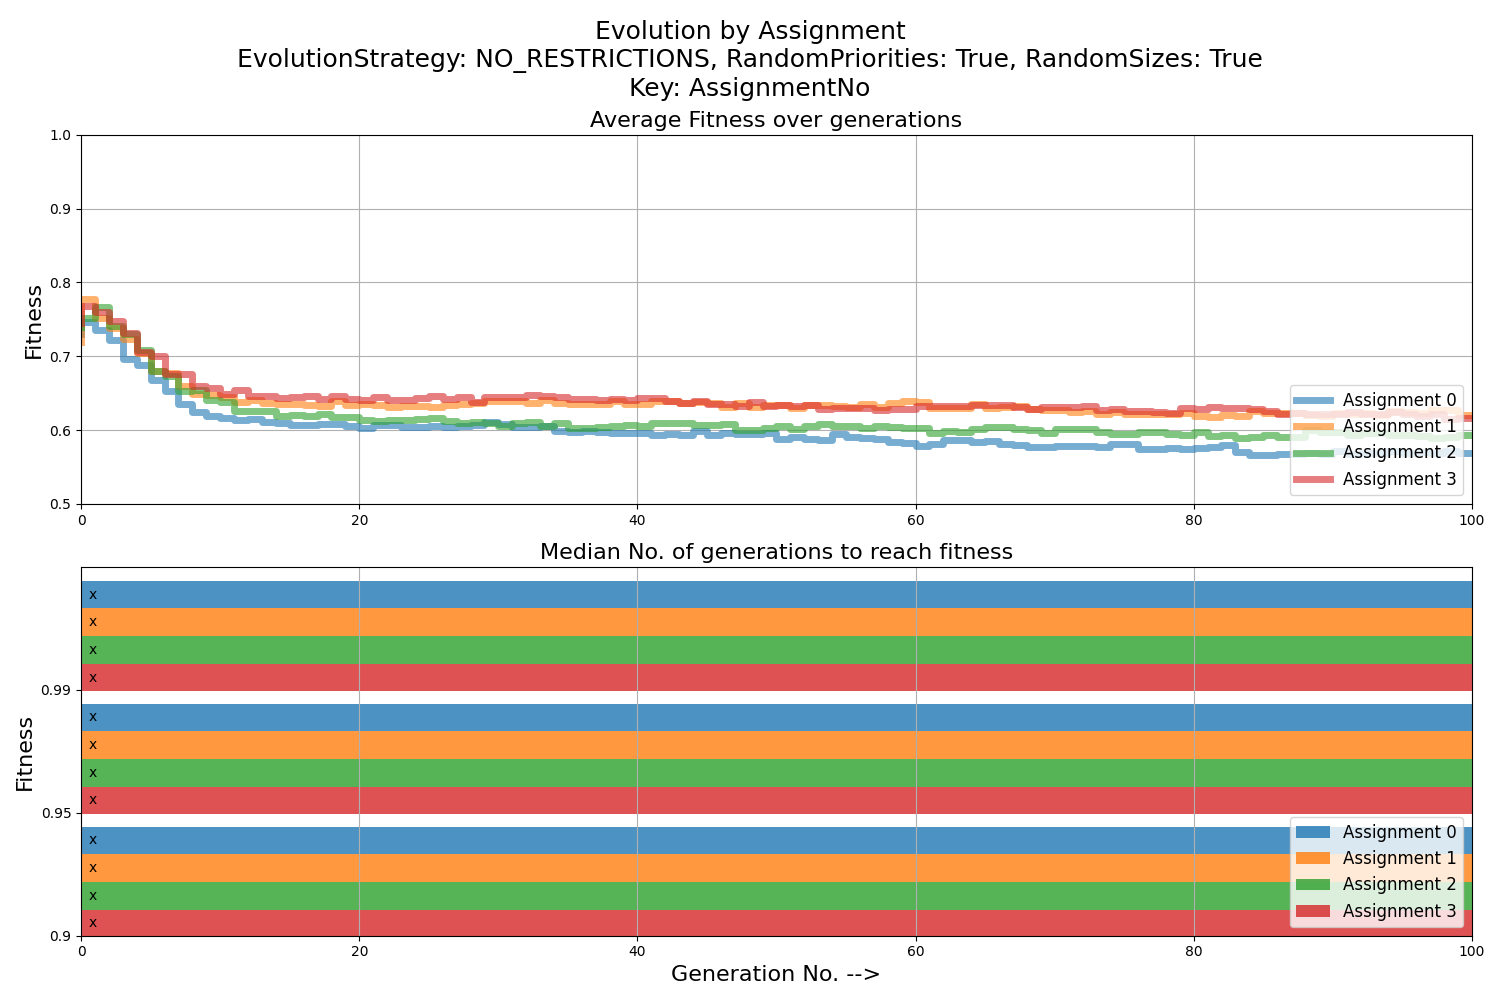 Evolution by Assignment
EvolutionStrategy: NO_RESTRICTIONS, RandomPriorities: True, RandomSizes: True
Key: AssignmentNo
Average Fitness over generations
1.0
0.9
0.8
0.7
0.6
0.5
Fitness
Assignment 0
Assignment 1
Assignment 2
Assignment 3
0 20 40 60 80 100
Median No. of generations to reach fitness
x
x
x
x
0.99
x
x
x
x
0.95
x
x
x
x
0.9
Fitness
Assignment 0
Assignment 1
Assignment 2
Assignment 3
0 20 40 60 80 100
Generation No. -->